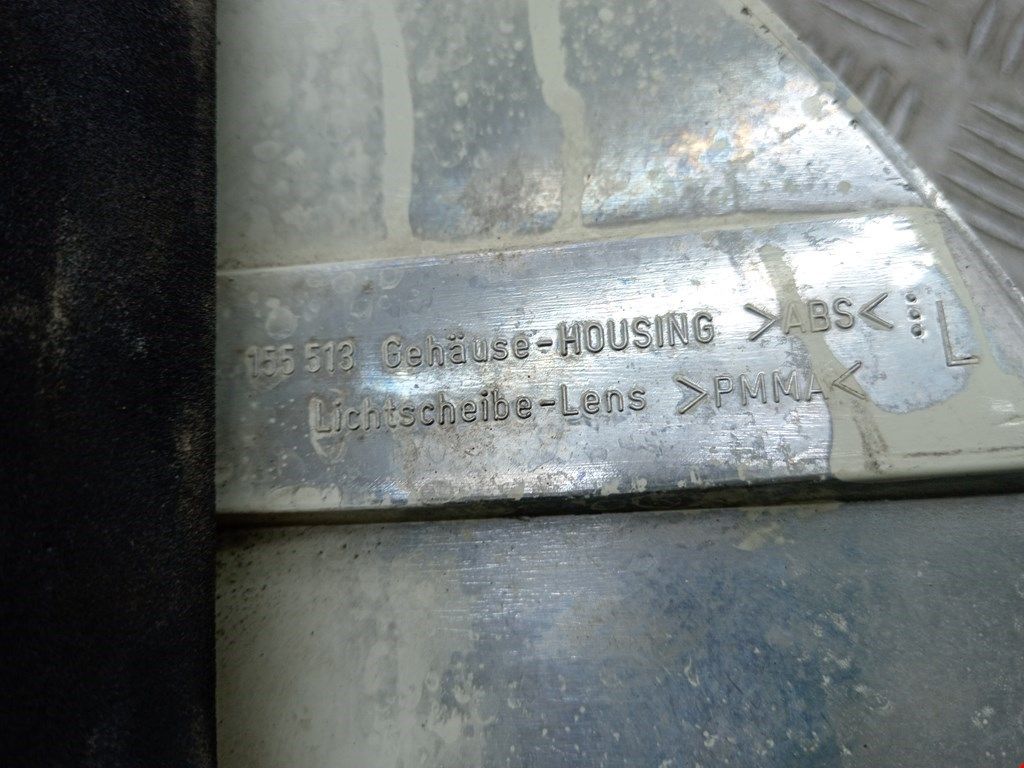 155 513 Gehäuse-HOUSING >ABS< L
Lichtscheibe-Lens >PMMA<